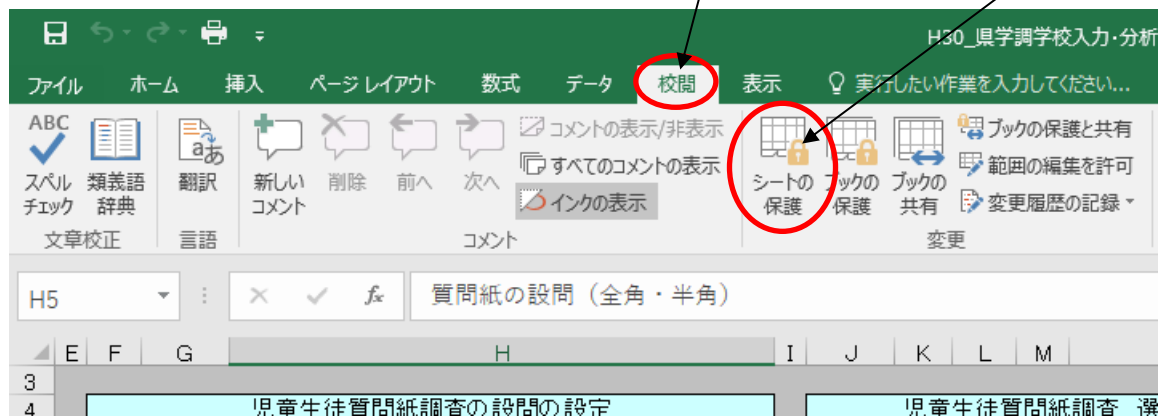 H30_県学調学校入力・分析
ファイル ホーム 挿入 ページ レイアウト 数式 データ 校閲 表示 実行したい作業を入力してください...
ABC
スペル
チェック
類義語
辞典
文章校正
aあ
翻訳
言語
新しい
コメント
削除
前へ
次へ
コメントの表示/非表示
すべてのコメントの表示
インクの表示
コメント
シートの
保護
ブックの
保護
ブックの
共有
ブックの保護と共有
範囲の編集を許可
変更履歴の記録
変更
H5 fx 質問紙の設問（全角・半角）
E F G H I J K L M
3
4 児童生徒質問紙調査の設問の設定 児童生徒質問紙調査 選